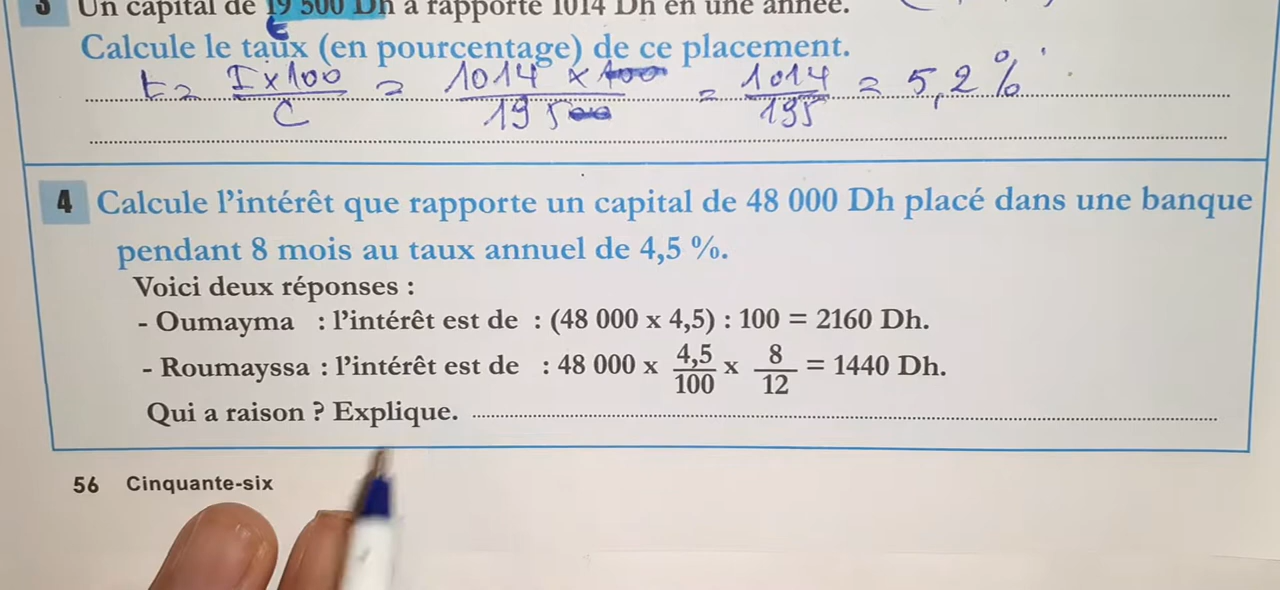 3 Un capital de 19 500 Dh a rapporté 1014 Dh en une année.
t
Calcule le taux (en pourcentage) de ce placement.
t = I x 100 / C = 1014 x 100 / 19 500 = 1014 / 195 = 5,2 %
4 Calcule l'intérêt que rapporte un capital de 48 000 Dh placé dans une banque
pendant 8 mois au taux annuel de 4,5 %.
Voici deux réponses :
- Oumayma : l'intérêt est de : (48 000 x 4,5) : 100 = 2160 Dh.
- Roumayssa : l'intérêt est de : 48 000 x 4,5/100 x 8/12 = 1440 Dh.
Qui a raison ? Explique.
56 Cinquante-six